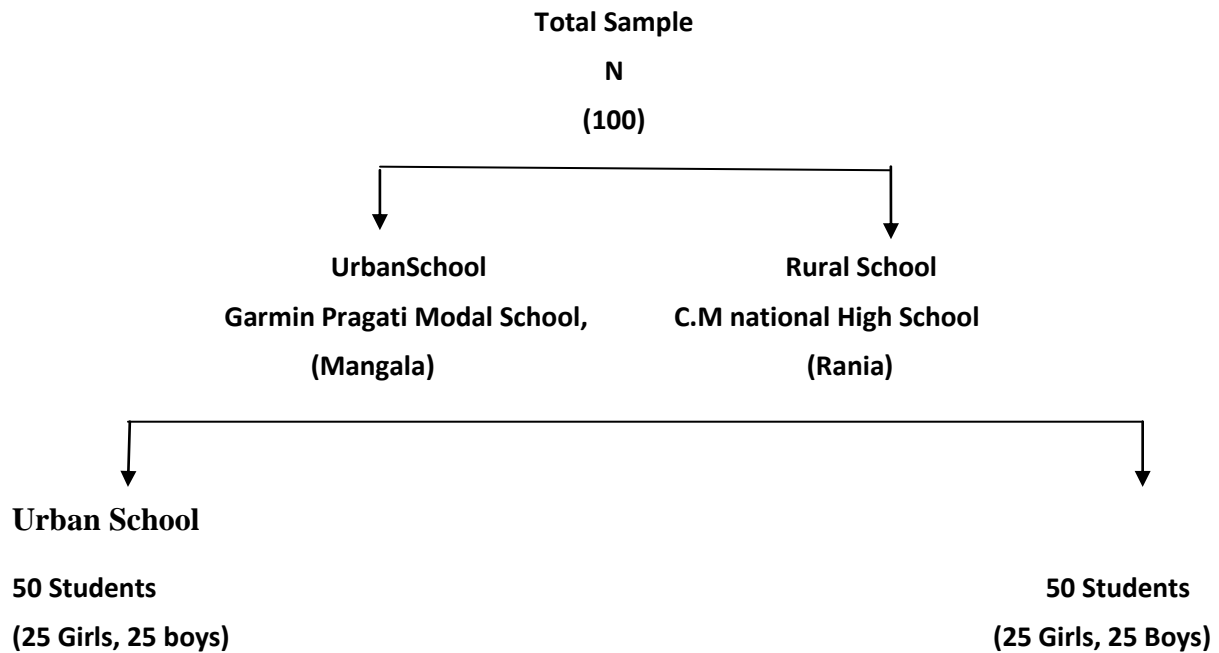 Total Sample
N
(100)
UrbanSchool Rural School
Garmin Pragati Modal School, C.M national High School
(Mangala) (Rania)
Urban School
50 Students 50 Students
(25 Girls, 25 boys) (25 Girls, 25 Boys)